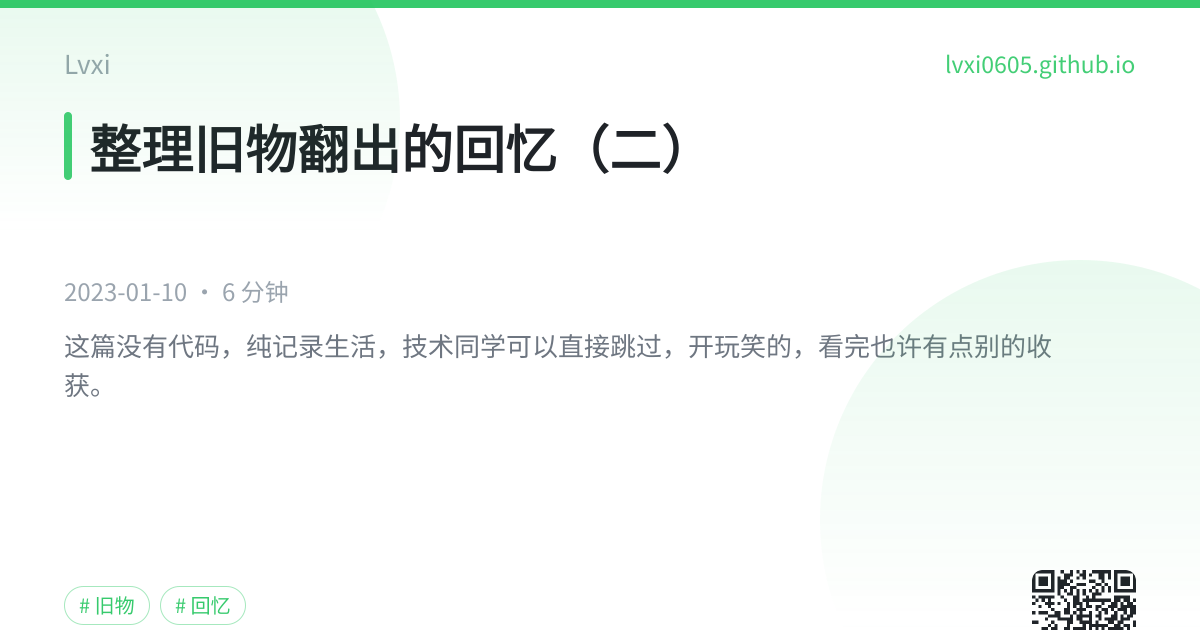 Lvxi
lvxi0605.github.io
整理旧物翻出的回忆（二）
2023-01-10 · 6 分钟
这篇没有代码，纯记录生活，技术同学可以直接跳过，开玩笑的，看完也许有点别的收
获。
# 旧物
# 回忆